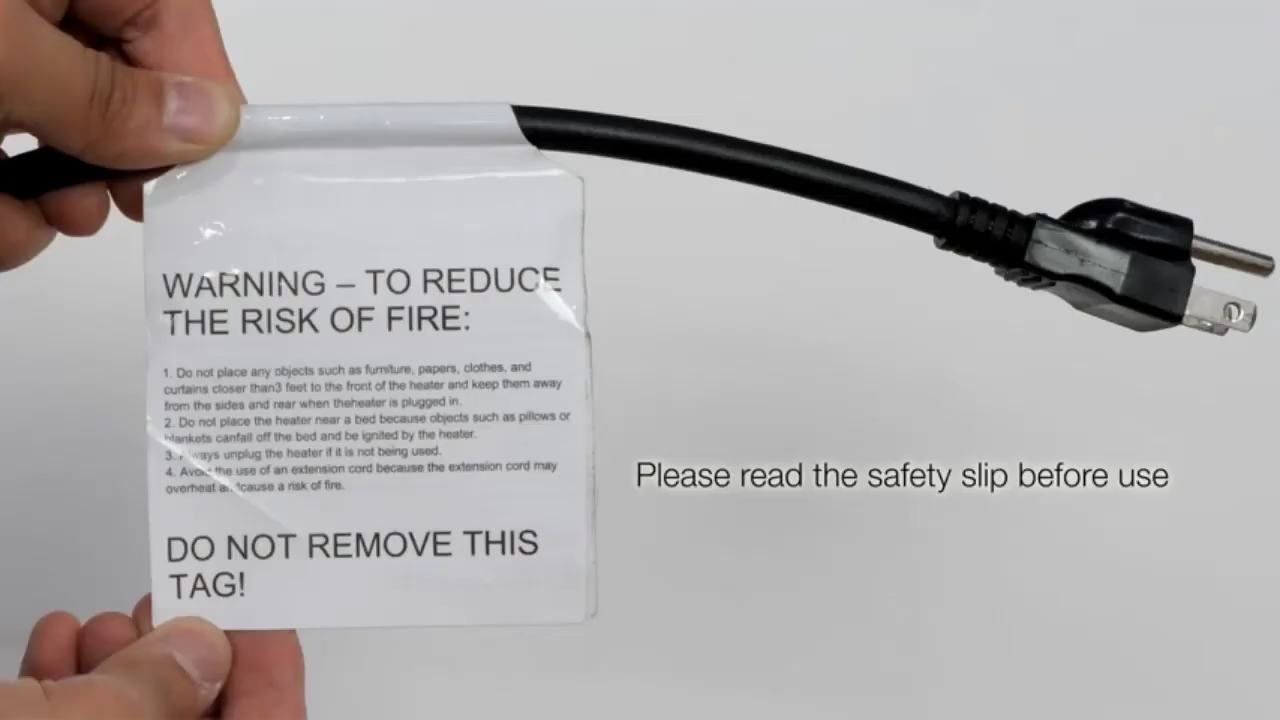 WARNING – TO REDUCE
THE RISK OF FIRE:
1. Do not place any objects such as furniture, papers, clothes, and
curtains closer than3 feet to the front of the heater and keep them away
from the sides and rear when theheater is plugged in.
2. Do not place the heater near a bed because objects such as pillows or
blankets canfall off the bed and be ignited by the heater.
3. Always unplug the heater if it is not being used.
4. Avoid the use of an extension cord because the extension cord may
overheat andcause a risk of fire.
DO NOT REMOVE THIS
TAG!
Please read the safety slip before use